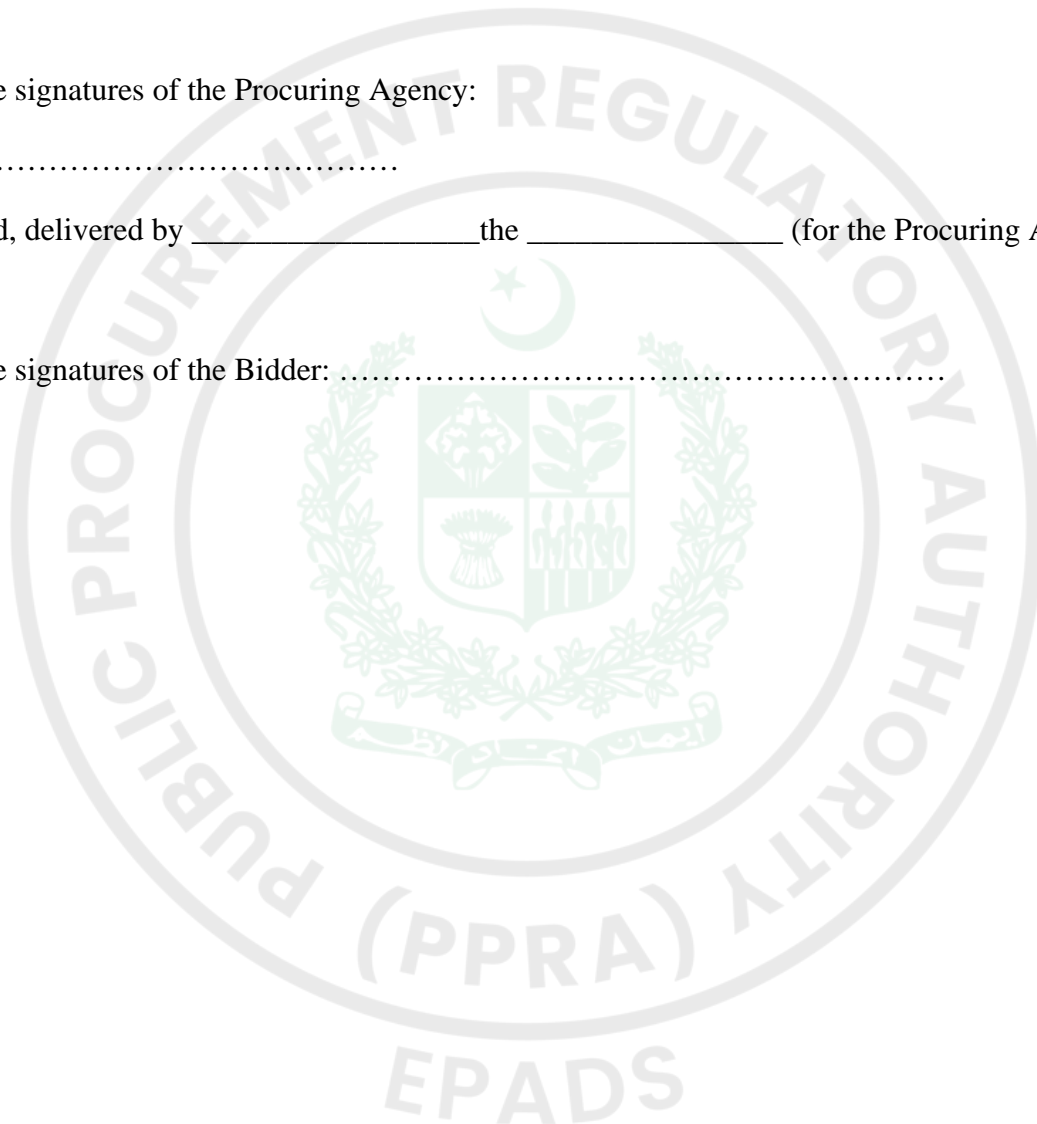 e signatures of the Procuring Agency:
………………………………
d, delivered by __________________the ________________ (for the Procuring A
e signatures of the Bidder: …………………………………………………
PUBLIC PROCUREMENT REGULATORY AUTHORITY
(PPRA)
EPADS